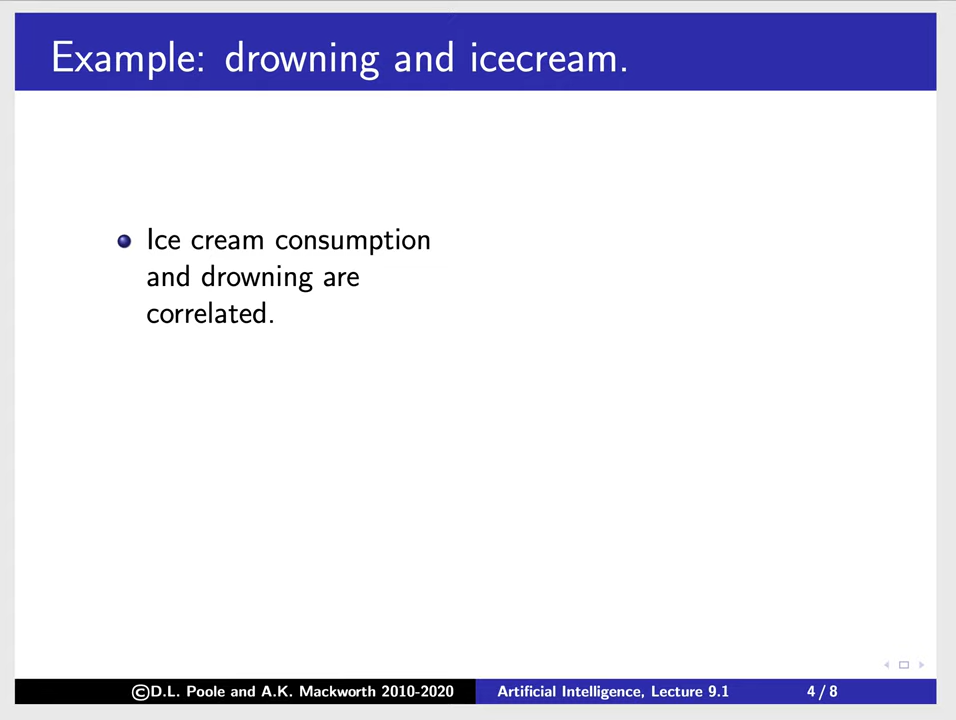 Example: drowning and icecream.
Ice cream consumption
and drowning are
correlated.
©D.L. Poole and A.K. Mackworth 2010-2020
Artificial Intelligence, Lecture 9.1
4 / 8